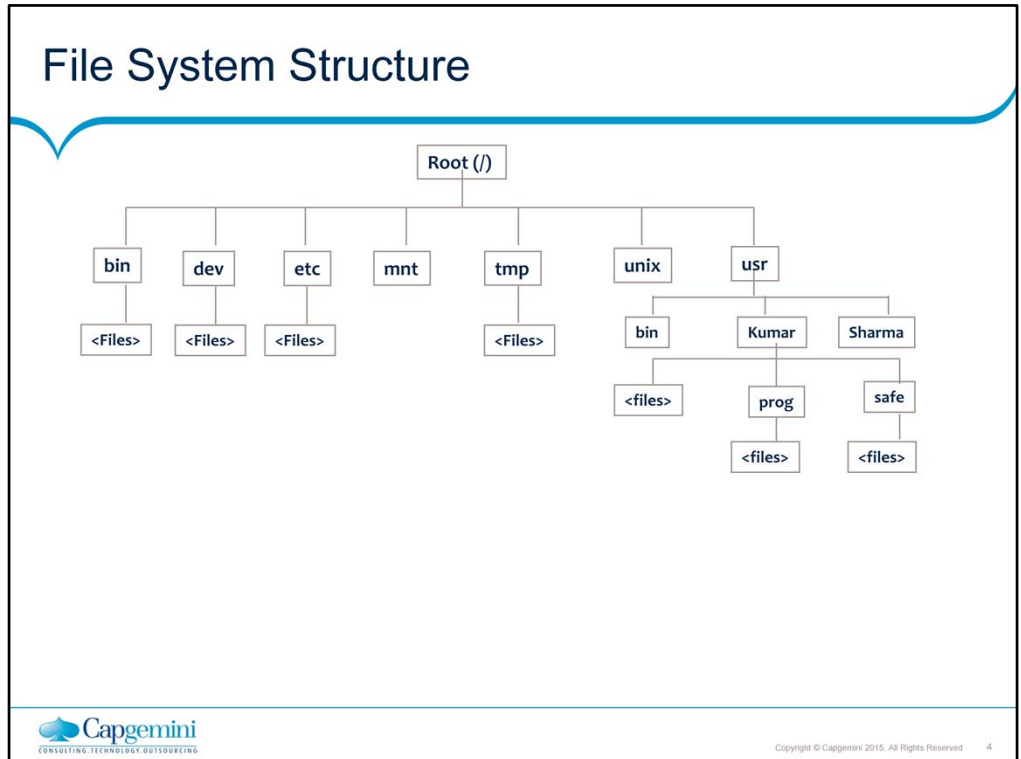 File System Structure
Root (/)
bin dev etc mnt tmp unix usr
<Files> <Files> <Files> <Files> bin Kumar Sharma
<files> prog safe
<files> <files>
Capgemini
CONSULTING.TECHNOLOGY.OUTSOURCING
Copyright © Capgemini 2015. All Rights Reserved 4